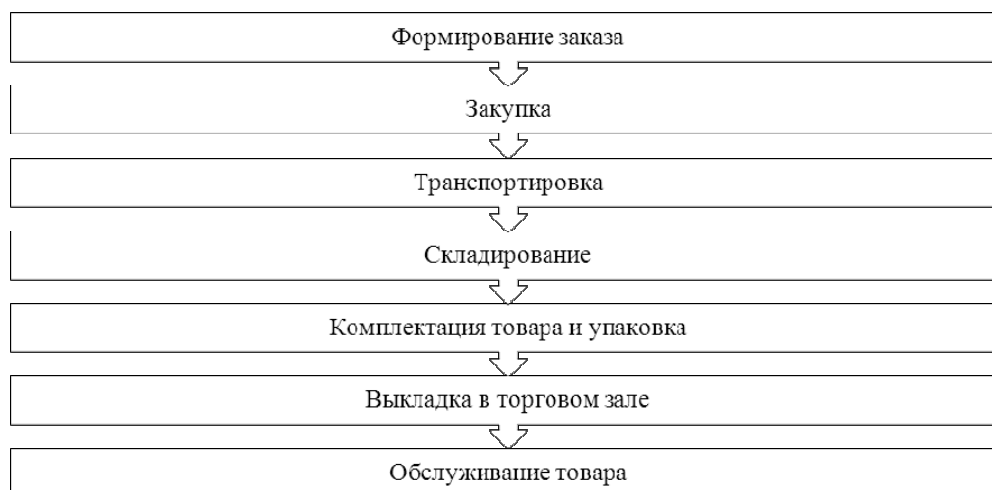 Формирование заказа
Закупка
Транспортировка
Складирование
Комплектация товара и упаковка
Выкладка в торговом зале
Обслуживание товара